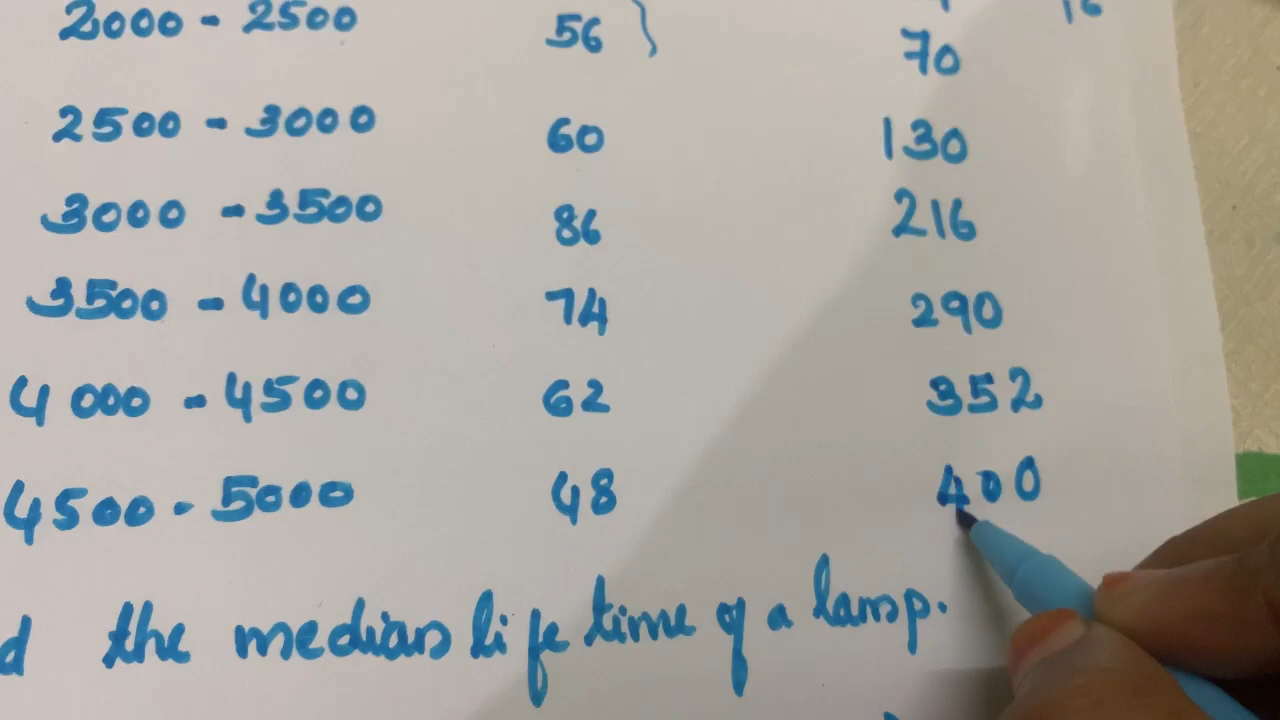 2000 - 2500 56 70
2500 - 3000 60 130
3000 - 3500 86 216
3500 - 4000 74 290
4000 - 4500 62 352
4500 - 5000 48 400
the median life time of a lamp.